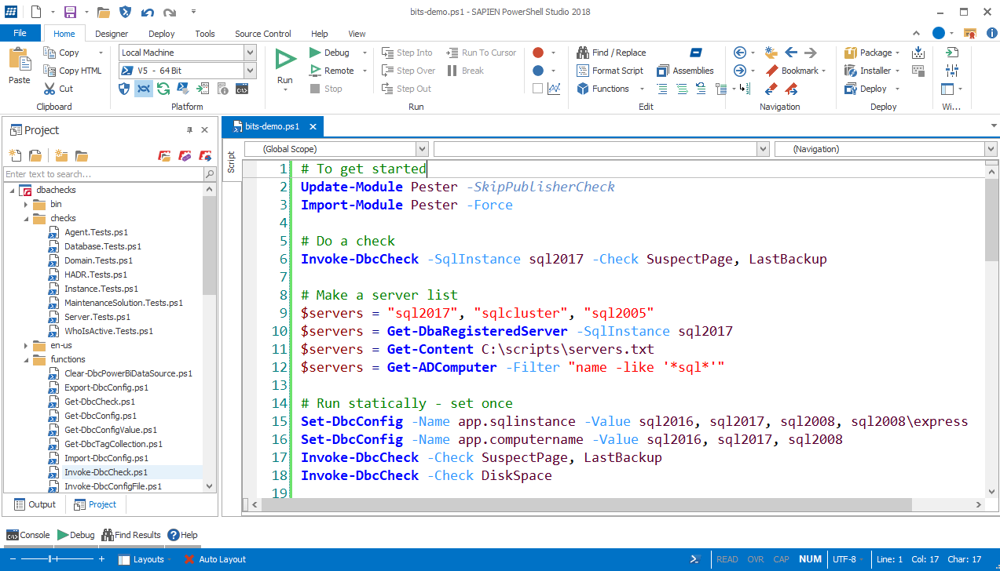 bits-demo.ps1 - SAPIEN PowerShell Studio 2018
File Home Designer Deploy Tools Source Control Help View
Paste
Copy
Copy HTML
Cut
Clipboard
Local Machine
V5 - 64 Bit
Platform
Run
Debug
Remote
Stop
Step Into
Step Over
Step Out
Run To Cursor
Break
Run
Find / Replace
Format Script
Functions
Assemblies
Edit
Bookmark
Navigation
Package
Installer
Deploy
Deploy
Wi...
Project
Enter text to search...
dbachecks
bin
checks
Agent.Tests.ps1
Database.Tests.ps1
Domain.Tests.ps1
HADR.Tests.ps1
Instance.Tests.ps1
MaintenanceSolution.Tests.ps1
Server.Tests.ps1
WhoIsActive.Tests.ps1
en-us
functions
Clear-DbcPowerBiDataSource.ps1
Export-DbcConfig.ps1
Get-DbcCheck.ps1
Get-DbcConfig.ps1
Get-DbcConfigValue.ps1
Get-DbcTagCollection.ps1
Import-DbcConfig.ps1
Invoke-DbcCheck.ps1
Invoke-DbcConfigFile.ps1
Output Project
bits-demo.ps1
Script
(Global Scope) (Navigation)
1 # To get started
2 Update-Module Pester -SkipPublisherCheck
3 Import-Module Pester -Force
4
5 # Do a check
6 Invoke-DbcCheck -SqlInstance sql2017 -Check SuspectPage, LastBackup
7
8 # Make a server list
9 $servers = "sql2017", "sqlcluster", "sql2005"
10 $servers = Get-DbaRegisteredServer -SqlInstance sql2017
11 $servers = Get-Content C:\scripts\servers.txt
12 $servers = Get-ADComputer -Filter "name -like '*sql*'"
13
14 # Run statically - set once
15 Set-DbcConfig -Name app.sqlinstance -Value sql2016, sql2017, sql2008, sql2008\express
16 Set-DbcConfig -Name app.computername -Value sql2016, sql2017, sql2008
17 Invoke-DbcCheck -Check SuspectPage, LastBackup
18 Invoke-DbcCheck -Check DiskSpace
19
Console Debug Find Results Help
Layouts Auto Layout READ OVR CAP NUM UTF-8 Line: 1 Col: 17 Char: 17